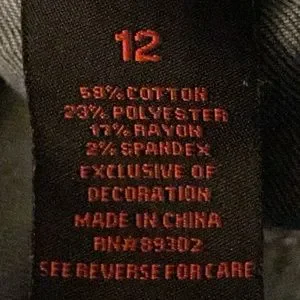 12
58% COTTON
23% POLYESTER
17% RAYON
2% SPANDEX
EXCLUSIVE OF
DECORATION
MADE IN CHINA
RN#89302
SEE REVERSE FOR CARE